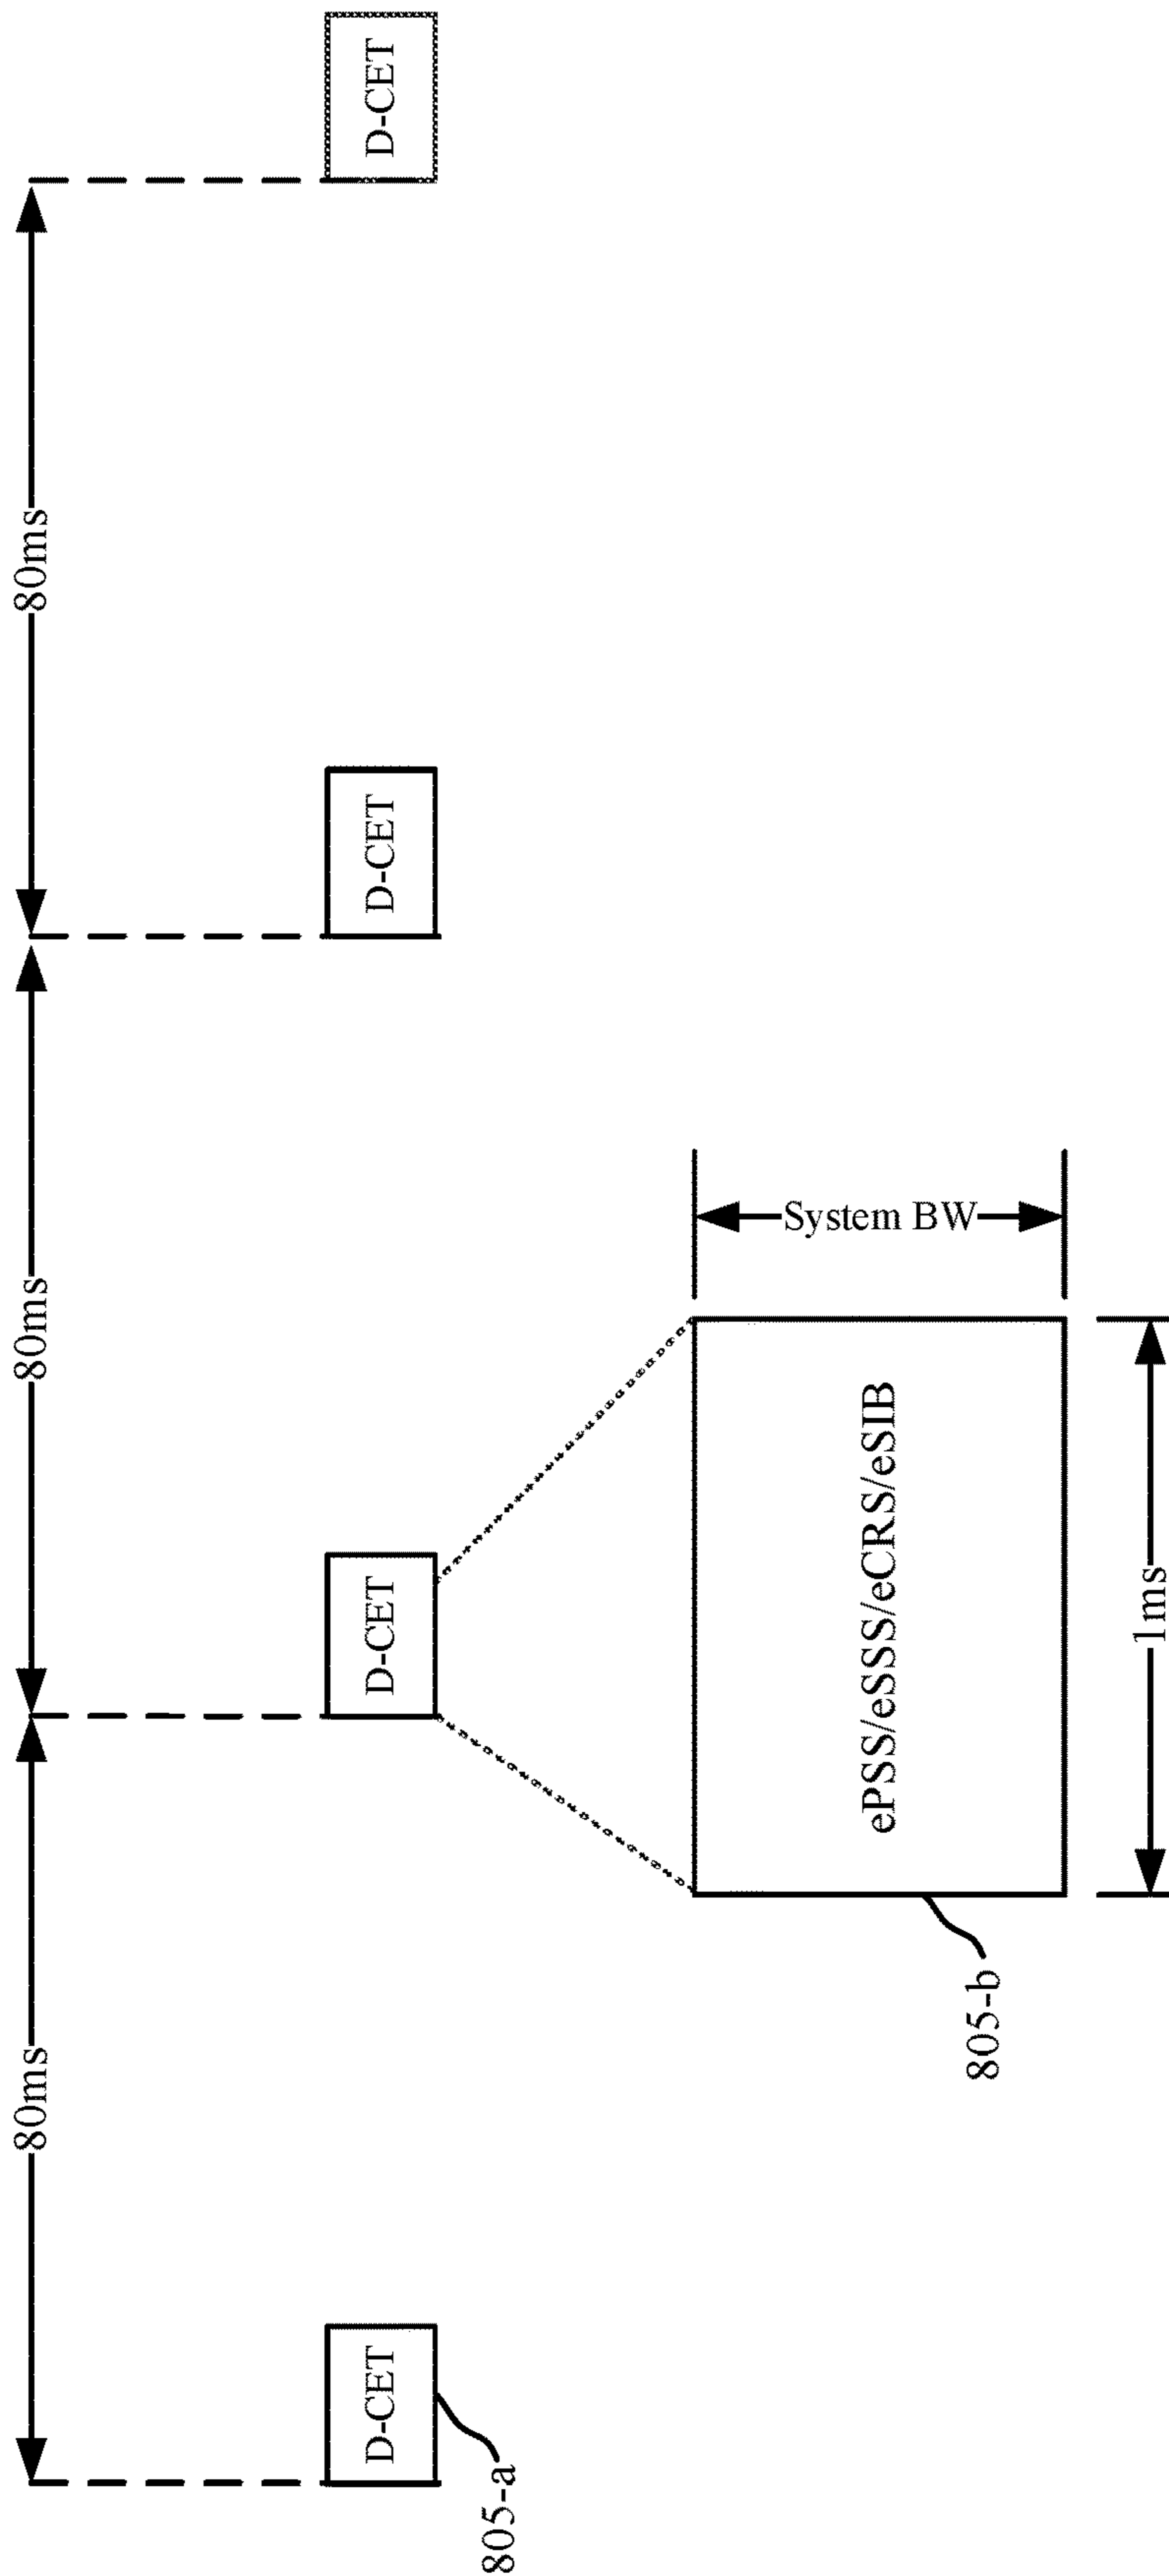 80ms
80ms
80ms
D-CET
D-CET
D-CET
D-CET
805-a
ePSS/eSSS/eCRS/eSIB
System BW
805-b
1ms